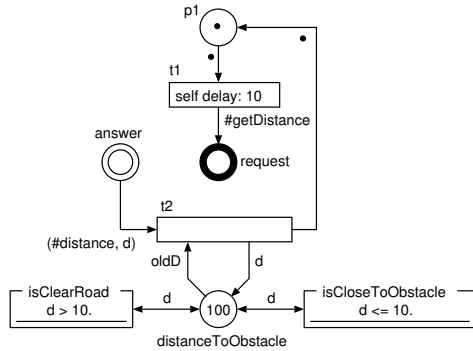 p1
t1
self delay: 10
#getDistance
answer
request
t2
(#distance, d)
oldD
d
isClearRoad
d > 10.
d
100
d
isCloseToObstacle
d <= 10.
distanceToObstacle